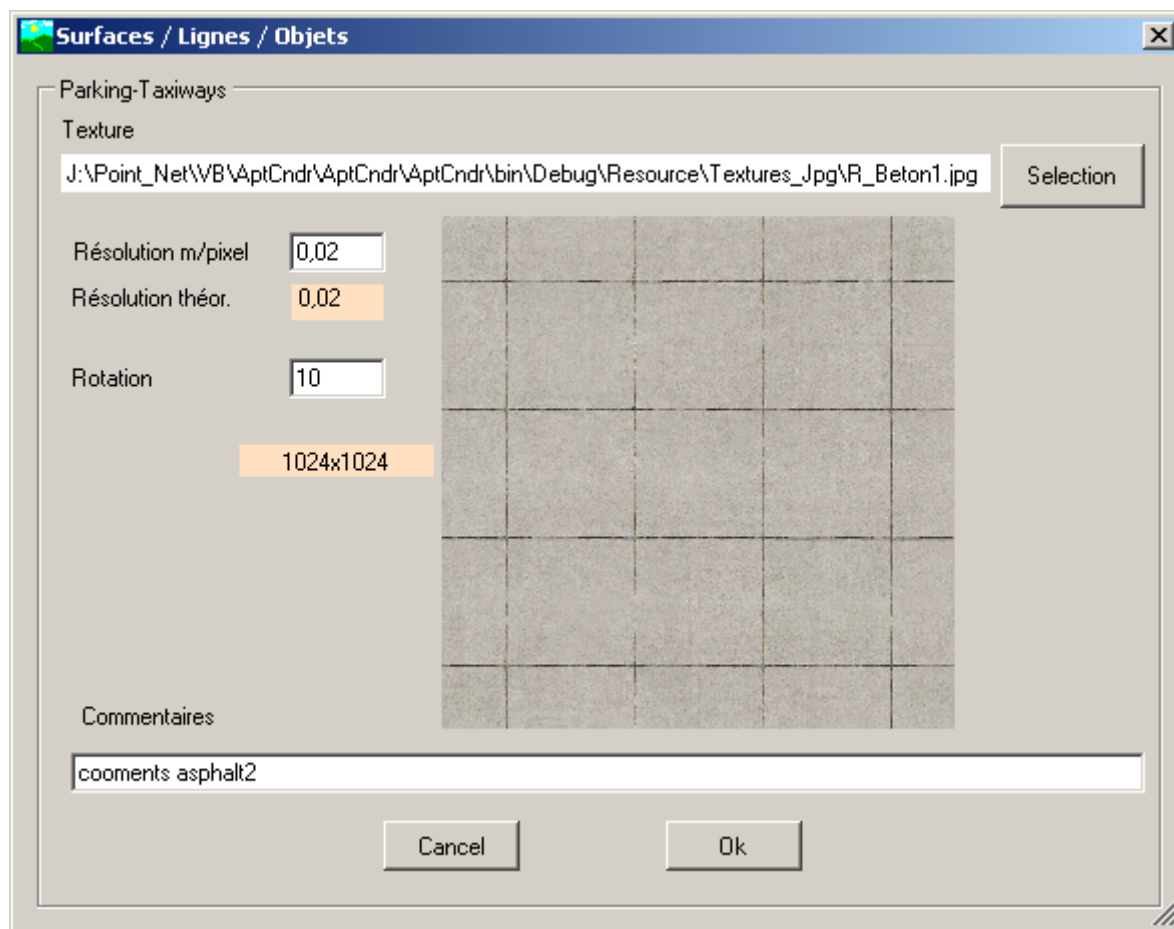 Surfaces / Lignes / Objets
Parking-Taxiways
Texture
J:\Point_Net\VB\AptCndr\AptCndr\AptCndr\bin\Debug\Resource\Textures_Jpg\R_Beton1.jpg
Selection
Résolution m/pixel 0,02
Résolution théor. 0,02
Rotation 10
1024x1024
Commentaires
cooments asphalt2
Cancel Ok